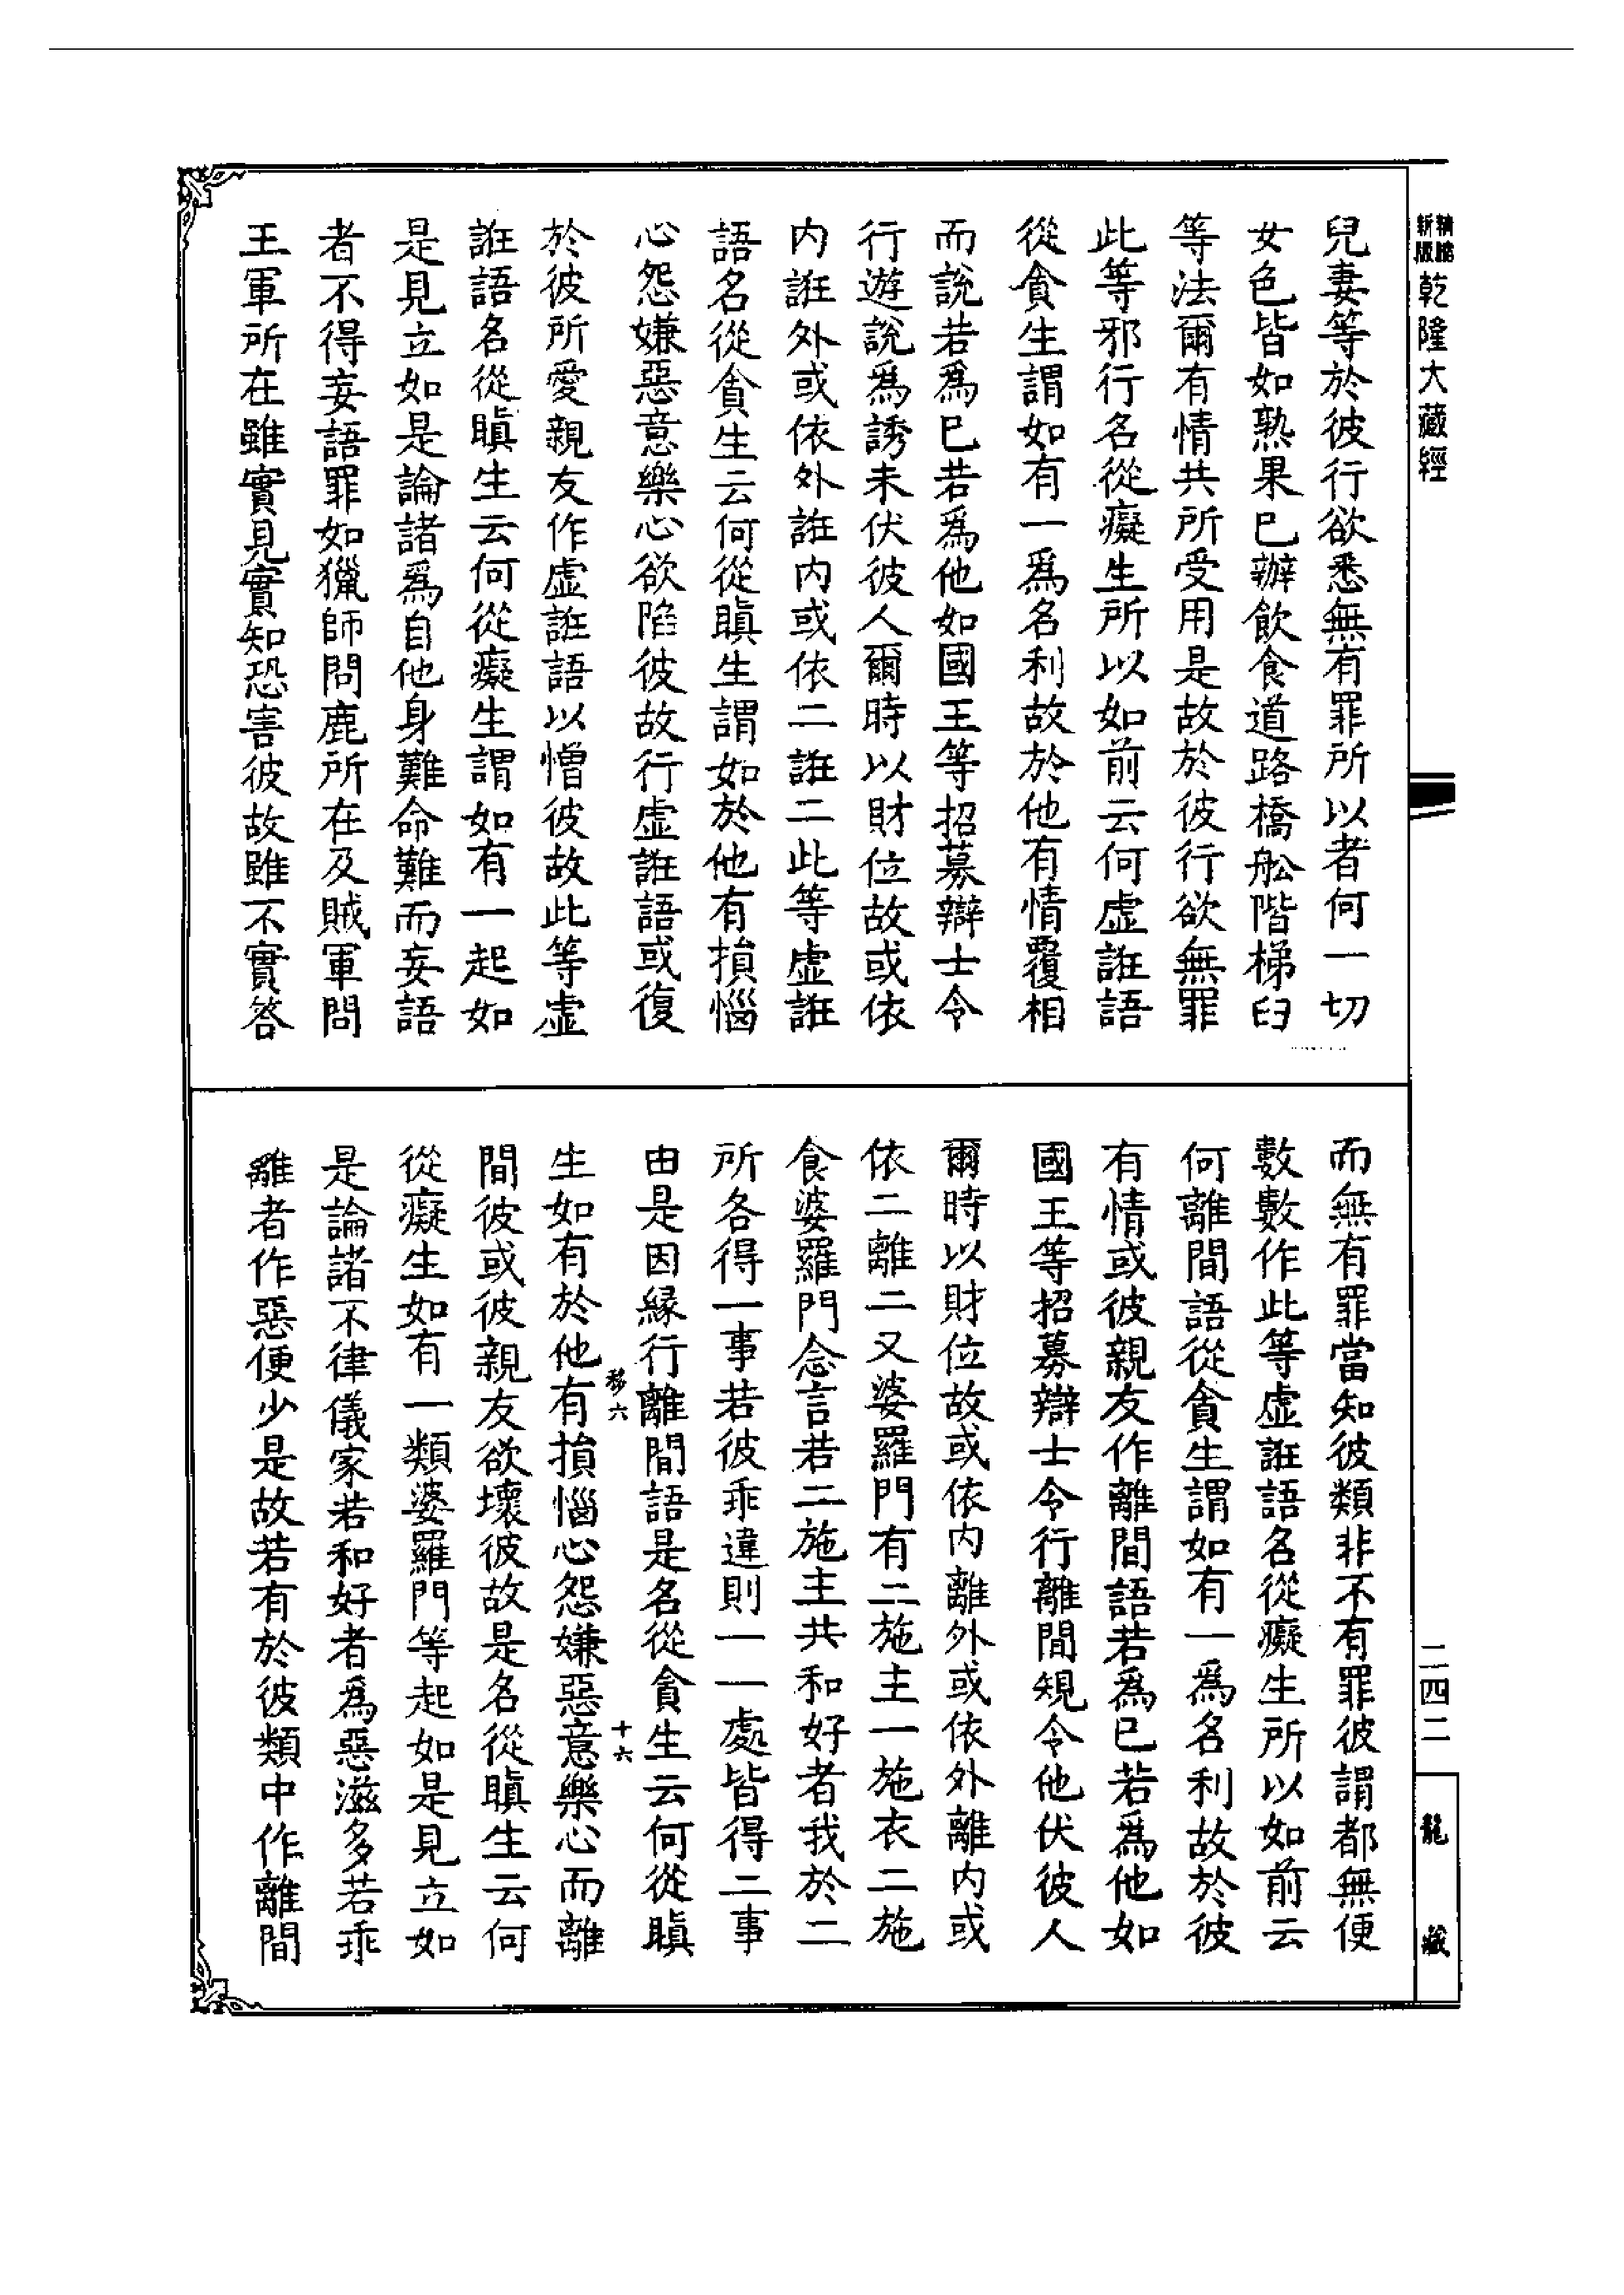 新版
精縮
乾隆大藏經
兒妻等於彼行欲悉無有罪所以者何一切
女色皆如熟果已辦飲食道路橋舩階梯臼
等法爾有情共所受用是故於彼行欲無罪
此等邪行名從癡生所以如前云何虛誑語
從貪生謂如有一爲名利故於他有情覆相
而說若爲已若爲他如國王等招募辯士令
行遊說爲誘未伏彼人爾時以財位故或依
内誑外或依外誑内或依二誑二此等虛誑
語名從貪生云何從瞋生謂如於他有損惱
心怨嫌惡意樂心欲陷彼故行虛誑語或復
於彼所愛親友作虛誑語以憎彼故此等虛
誑語名從瞋生云何從癡生謂如有一起如
是見立如是論諸爲自他身難命難而妄語
者不得妄語罪如獵師問鹿所在及賊軍問
王軍所在雖實見實知恐害彼故雖不實答
而無有罪當知彼類非不有罪彼謂都無便
數數作此等虛誑語名從癡生所以如前云
何離間語從貪生謂如有一爲名利故於彼
有情或彼親友作離間語若爲已若爲他如
國王等招募辯士令行離間規令他伏彼人
爾時以財位故或依内離外或依外離内或
依二離二又婆羅門有二施主一施衣二施
食婆羅門念言若二施主共和好者我於二
所各得一事若彼乖違則一一處皆得二事
由是因緣行離間語是名從貪生云何從瞋
移六
十六
生如有於他有損惱心怨嫌惡意樂心而離
間彼或彼親友欲壞彼故是名從瞋生云何
從癡生如有一類婆羅門等起如是見立如
是論諸不律儀家若和好者爲惡滋多若乖
離者作惡便少是故若有於彼類中作離間
二四二
龍藏